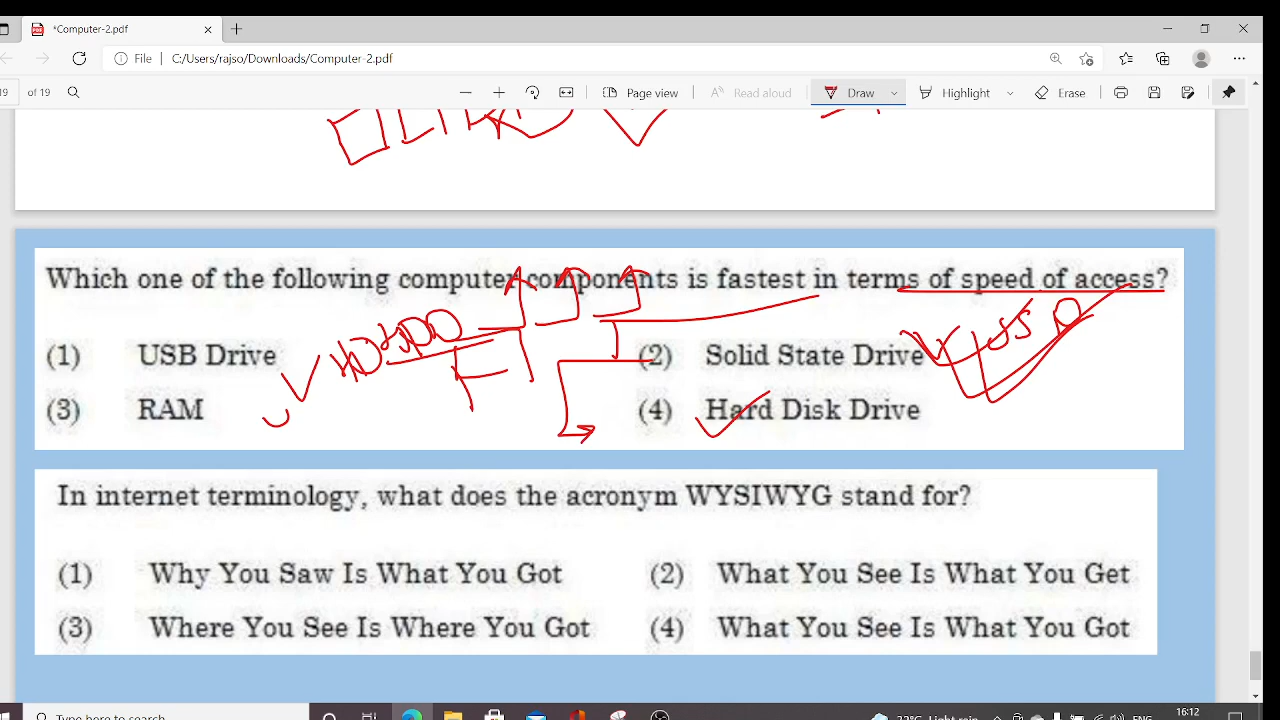 *Computer-2.pdf
File C:/Users/rajso/Downloads/Computer-2.pdf
19 of 19 Page view Read aloud Draw Highlight Erase
Which one of the following computer components is fastest in terms of speed of access?
(1) USB Drive (2) Solid State Drive
(3) RAM (4) Hard Disk Drive
In internet terminology, what does the acronym WYSIWYG stand for?
(1) Why You Saw Is What You Got (2) What You See Is What You Get
(3) Where You See Is Where You Got (4) What You See Is What You Got
Type here to search
16:12